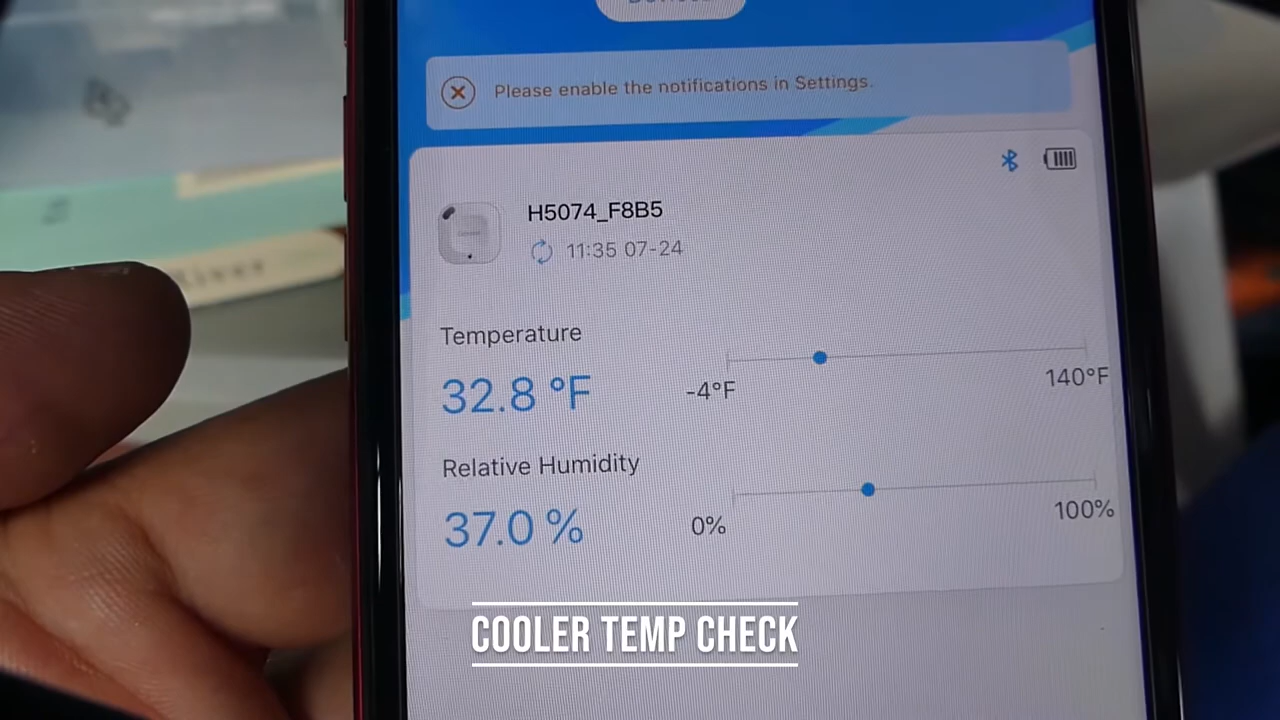 Please enable the notifications in Settings.
H5074_F8B5
11:35 07-24
Temperature
32.8 °F
-4°F
140°F
Relative Humidity
37.0 %
0%
100%
COOLER TEMP CHECK